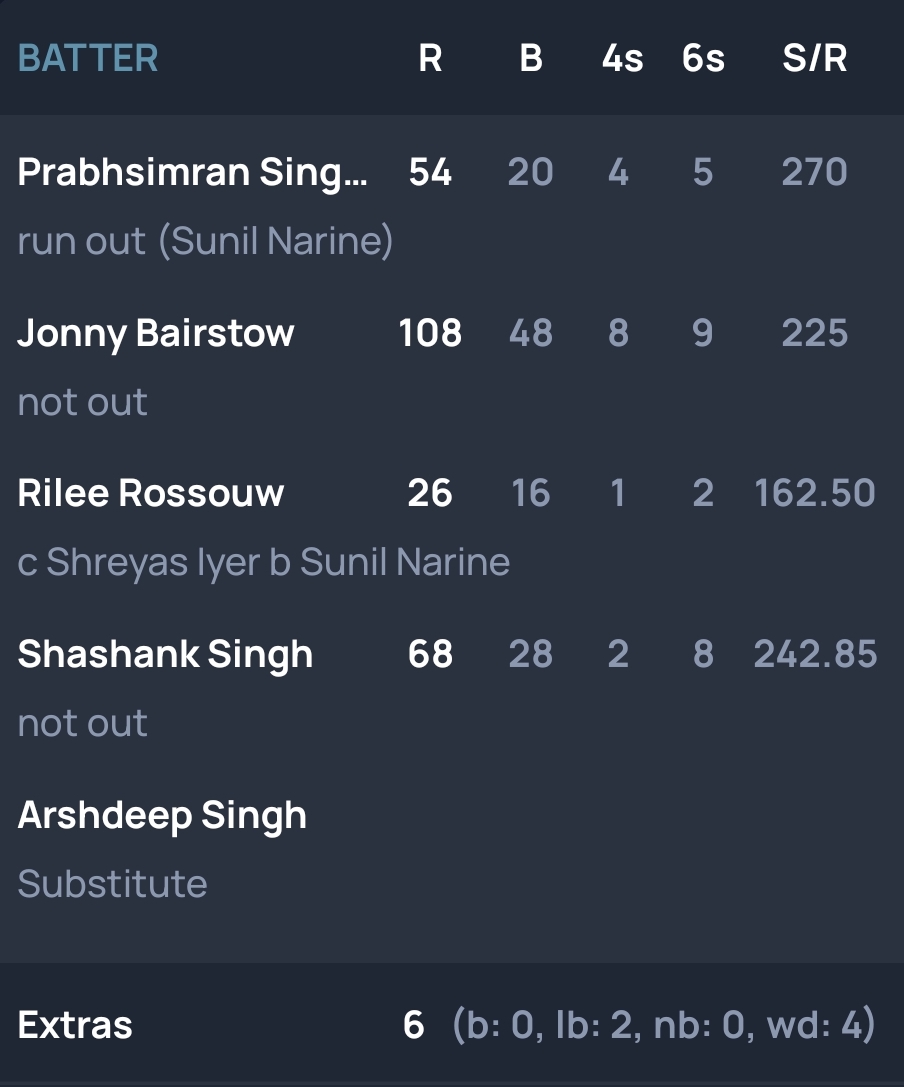 BATTER R B 4s 6s S/R
Prabhsimran Sing... 54 20 4 5 270
run out (Sunil Narine)
Jonny Bairstow 108 48 8 9 225
not out
Rilee Rossouw 26 16 1 2 162.50
c Shreyas Iyer b Sunil Narine
Shashank Singh 68 28 2 8 242.85
not out
Arshdeep Singh
Substitute
Extras 6 (b: 0, lb: 2, nb: 0, wd: 4)